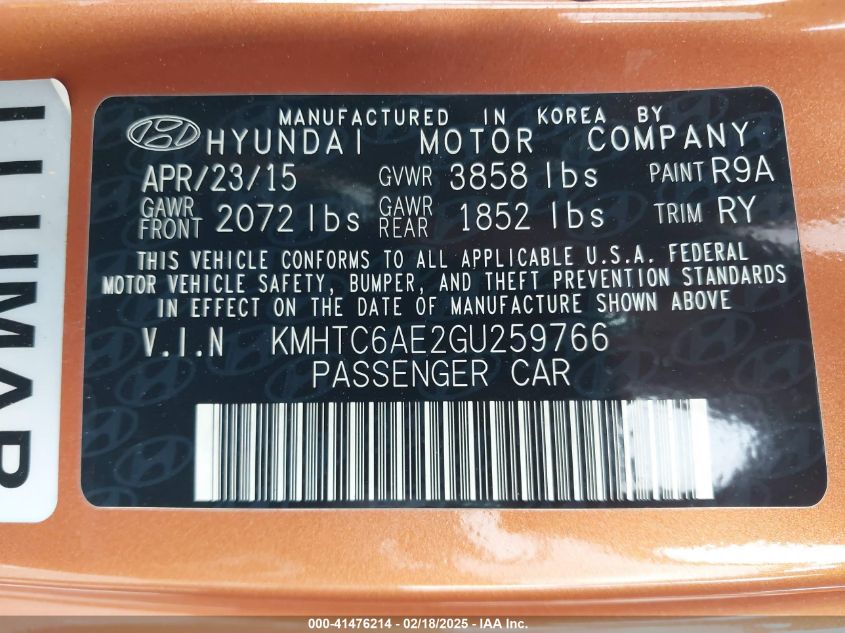 MANUFACTURED IN KOREA BY
HYUNDAI MOTOR COMPANY
APR/23/15 GVWR 3858 lbs PAINT R9A
GAWR FRONT 2072 lbs GAWR REAR 1852 lbs TRIM RY
THIS VEHICLE CONFORMS TO ALL APPLICABLE U.S.A. FEDERAL
MOTOR VEHICLE SAFETY, BUMPER, AND THEFT PREVENTION STANDARDS
IN EFFECT ON THE DATE OF MANUFACTURE SHOWN ABOVE
V.I.N KMHTC6AE2GU259766
PASSENGER CAR
LLUMAR
000-41476214 - 02/18/2025 - IAA Inc.